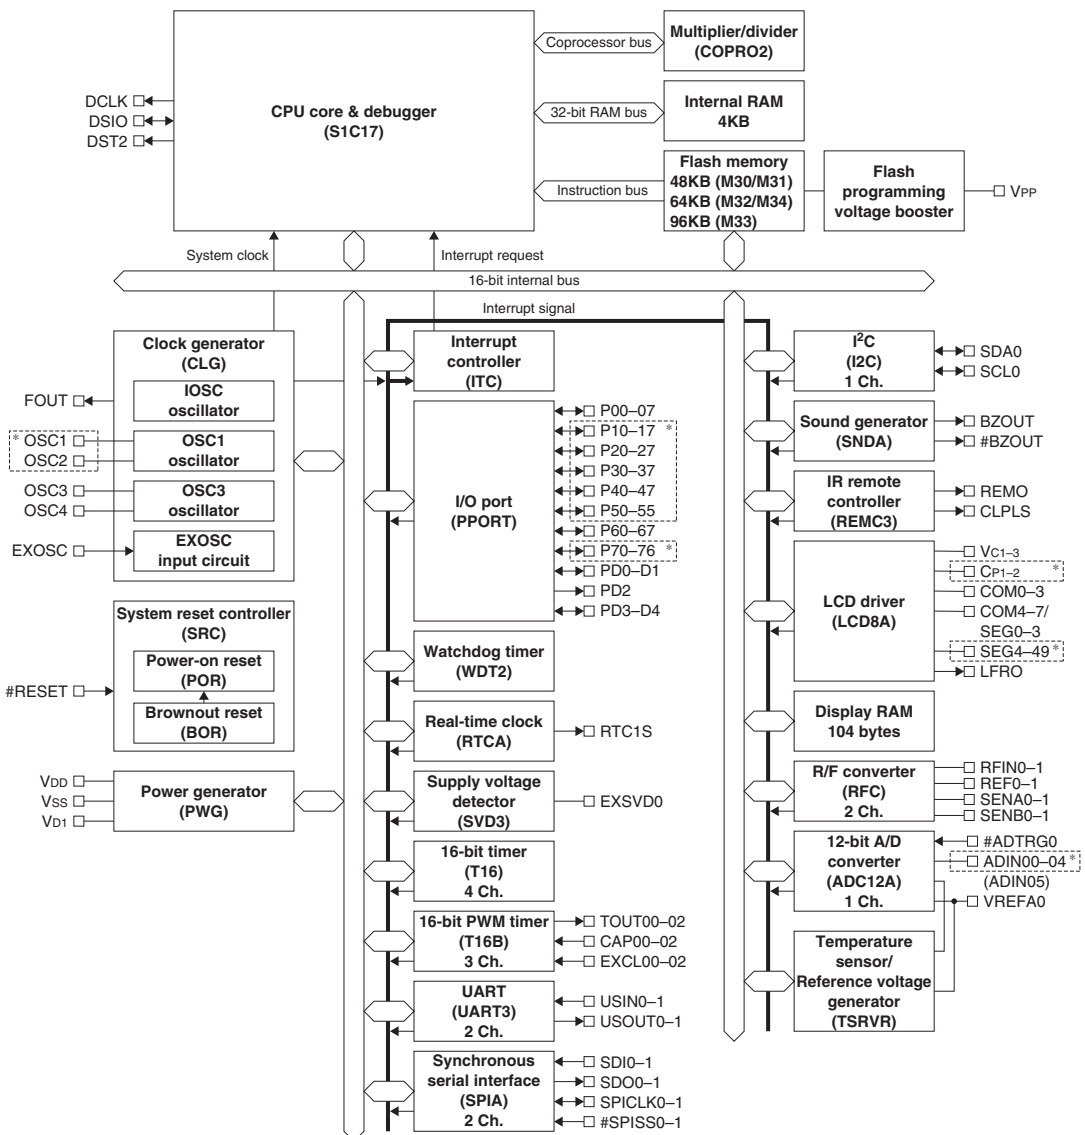 CPU core & debugger
(S1C17)
DCLK
DSIO
DST2
Coprocessor bus
Multiplier/divider
(COPRO2)
32-bit RAM bus
Internal RAM
4KB
Instruction bus
Flash memory
48KB (M30/M31)
64KB (M32/M34)
96KB (M33)
Flash
programming
voltage booster
VPP
System clock
Interrupt request
16-bit internal bus
Interrupt signal
Clock generator
(CLG)
IOSC
oscillator
OSC1
oscillator
OSC3
oscillator
EXOSC
input circuit
FOUT
* OSC1
OSC2
OSC3
OSC4
EXOSC
System reset controller
(SRC)
Power-on reset
(POR)
Brownout reset
(BOR)
#RESET
Power generator
(PWG)
VDD
VSS
VD1
Interrupt
controller
(ITC)
I/O port
(PPORT)
P00–07
P10–17 *
P20–27
P30–37
P40–47
P50–55
P60–67
P70–76 *
PD0–D1
PD2
PD3–D4
Watchdog timer
(WDT2)
Real-time clock
(RTCA)
RTC1S
Supply voltage
detector
(SVD3)
EXSVD0
16-bit timer
(T16)
4 Ch.
16-bit PWM timer
(T16B)
3 Ch.
TOUT00–02
CAP00–02
EXCL00–02
UART
(UART3)
2 Ch.
USIN0–1
USOUT0–1
Synchronous
serial interface
(SPIA)
2 Ch.
SDI0–1
SDO0–1
SPICLK0–1
#SPISS0–1
I2C
(I2C)
1 Ch.
SDA0
SCL0
Sound generator
(SNDA)
BZOUT
#BZOUT
IR remote
controller
(REMC3)
REMO
CLPLS
LCD driver
(LCD8A)
VC1–3
CP1–2 *
COM0–3
COM4–7/
SEG0–3
SEG4–49 *
LFRO
Display RAM
104 bytes
R/F converter
(RFC)
2 Ch.
RFIN0–1
REF0–1
SENA0–1
SENB0–1
12-bit A/D
converter
(ADC12A)
1 Ch.
#ADTRG0
ADIN00–04 *
(ADIN05)
VREFA0
Temperature
sensor/
Reference voltage
generator
(TSRVR)